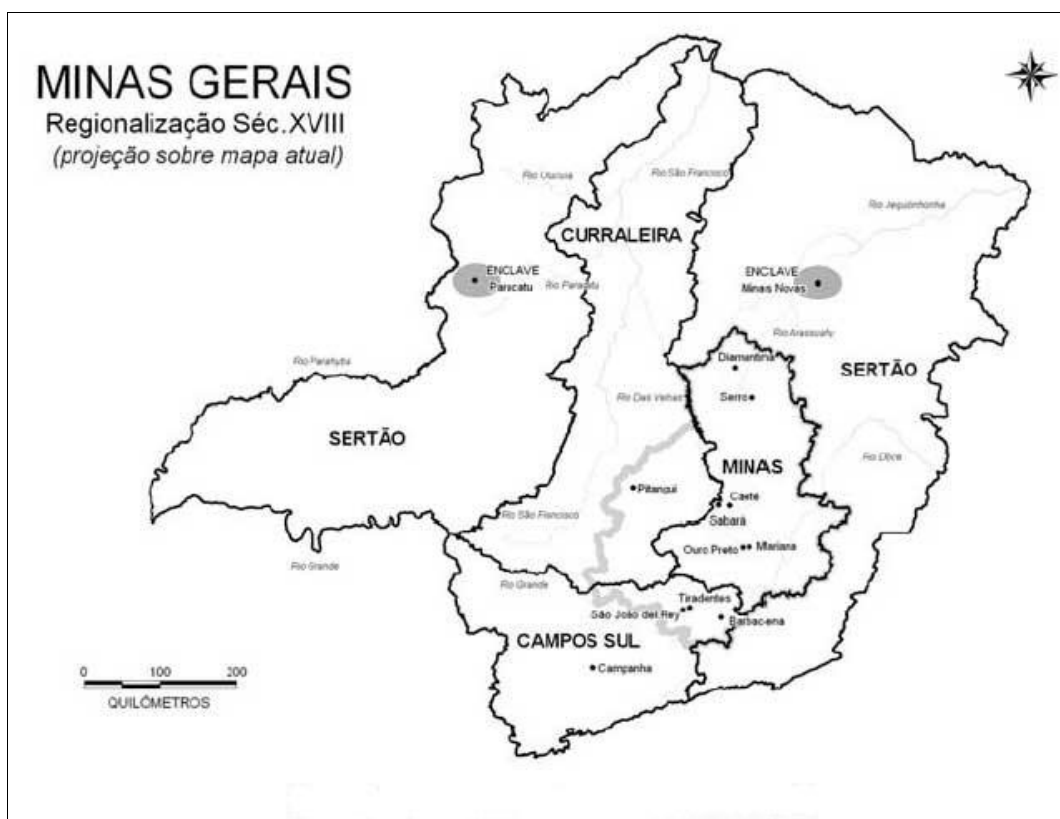 MINAS GERAIS
Regionalização Séc.XVIII
(projeção sobre mapa atual)
Rio Urucuia
Rio São Francisco
Rio Jequitinhonha
CURRALEIRA
ENCLAVE
Paracatu
Rio Paracatu
ENCLAVE
Minas Novas
Rio Arassuahy
Rio Parahyba
Diamantina
SERTÃO
Rio Das Velhas
Serro
SERTÃO
MINAS
Rio Doce
Pitangui
Caeté
Sabará
Rio São Francisco
Ouro Preto
Mariana
Rio Grande
Rio Grande
Tiradentes
São João del Rey
Barbacena
CAMPOS SUL
Campanha
0 100 200
QUILÔMETROS